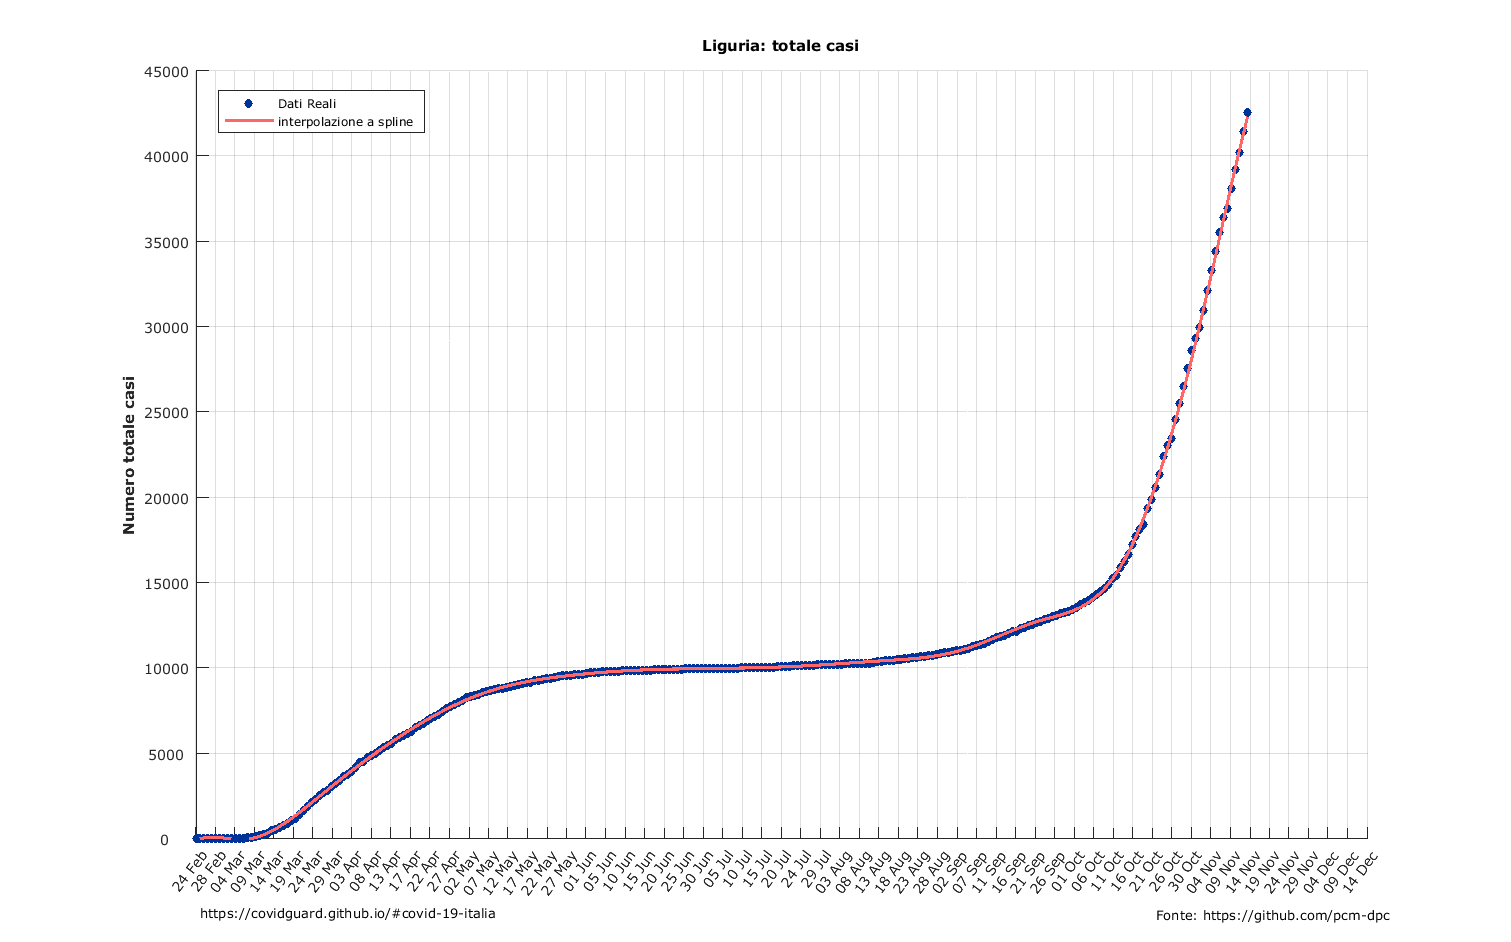 Liguria: totale casi
45000
40000
35000
30000
25000
20000
15000
10000
5000
0
Dati Reali
interpolazione a spline
Numero totale casi
24 Feb
28 Feb
04 Mar
09 Mar
14 Mar
19 Mar
24 Mar
29 Mar
03 Apr
08 Apr
13 Apr
17 Apr
22 Apr
27 Apr
02 May
07 May
12 May
17 May
22 May
27 May
01 Jun
05 Jun
10 Jun
15 Jun
20 Jun
25 Jun
30 Jun
05 Jul
10 Jul
15 Jul
20 Jul
24 Jul
29 Jul
03 Aug
08 Aug
13 Aug
18 Aug
23 Aug
28 Aug
02 Sep
07 Sep
11 Sep
16 Sep
21 Sep
26 Sep
01 Oct
06 Oct
11 Oct
16 Oct
21 Oct
26 Oct
30 Oct
04 Nov
09 Nov
14 Nov
19 Nov
24 Nov
29 Nov
04 Dec
09 Dec
14 Dec
https://covidguard.github.io/#covid-19-italia
Fonte: https://github.com/pcm-dpc